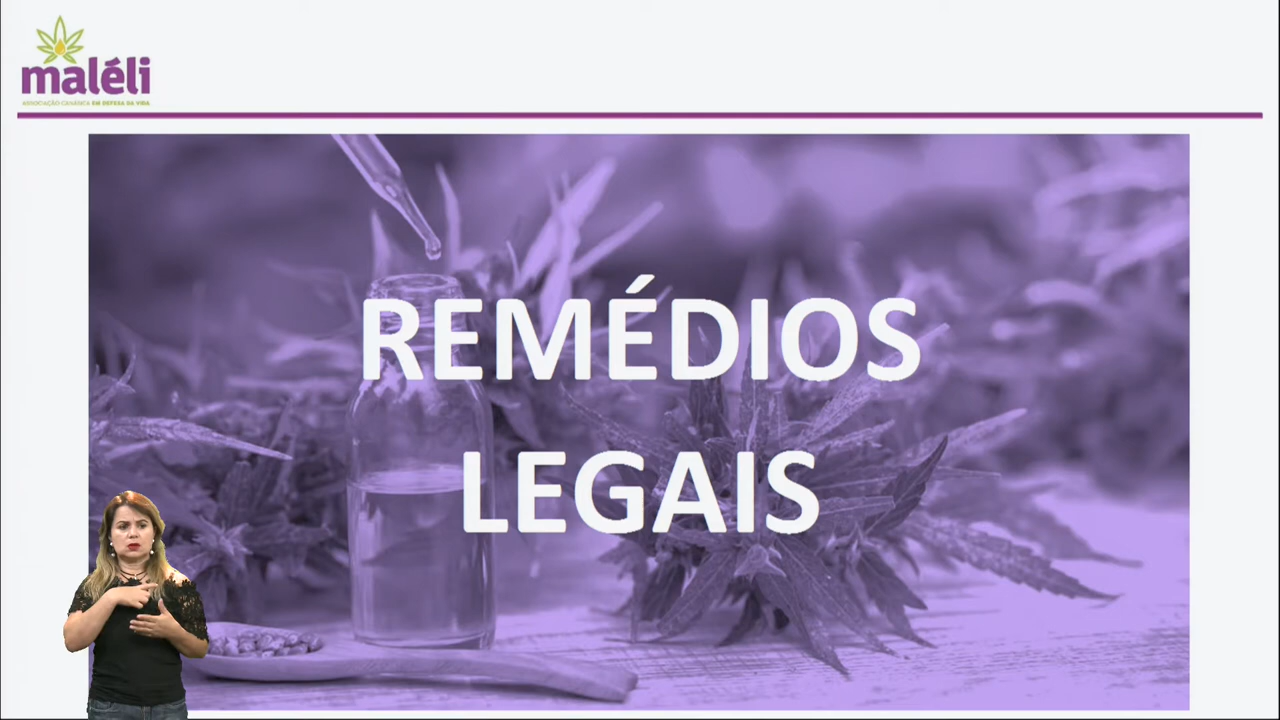 maléli
ASSOCIAÇÃO CANÁBICA EM DEFESA DA VIDA
REMÉDIOS
LEGAIS